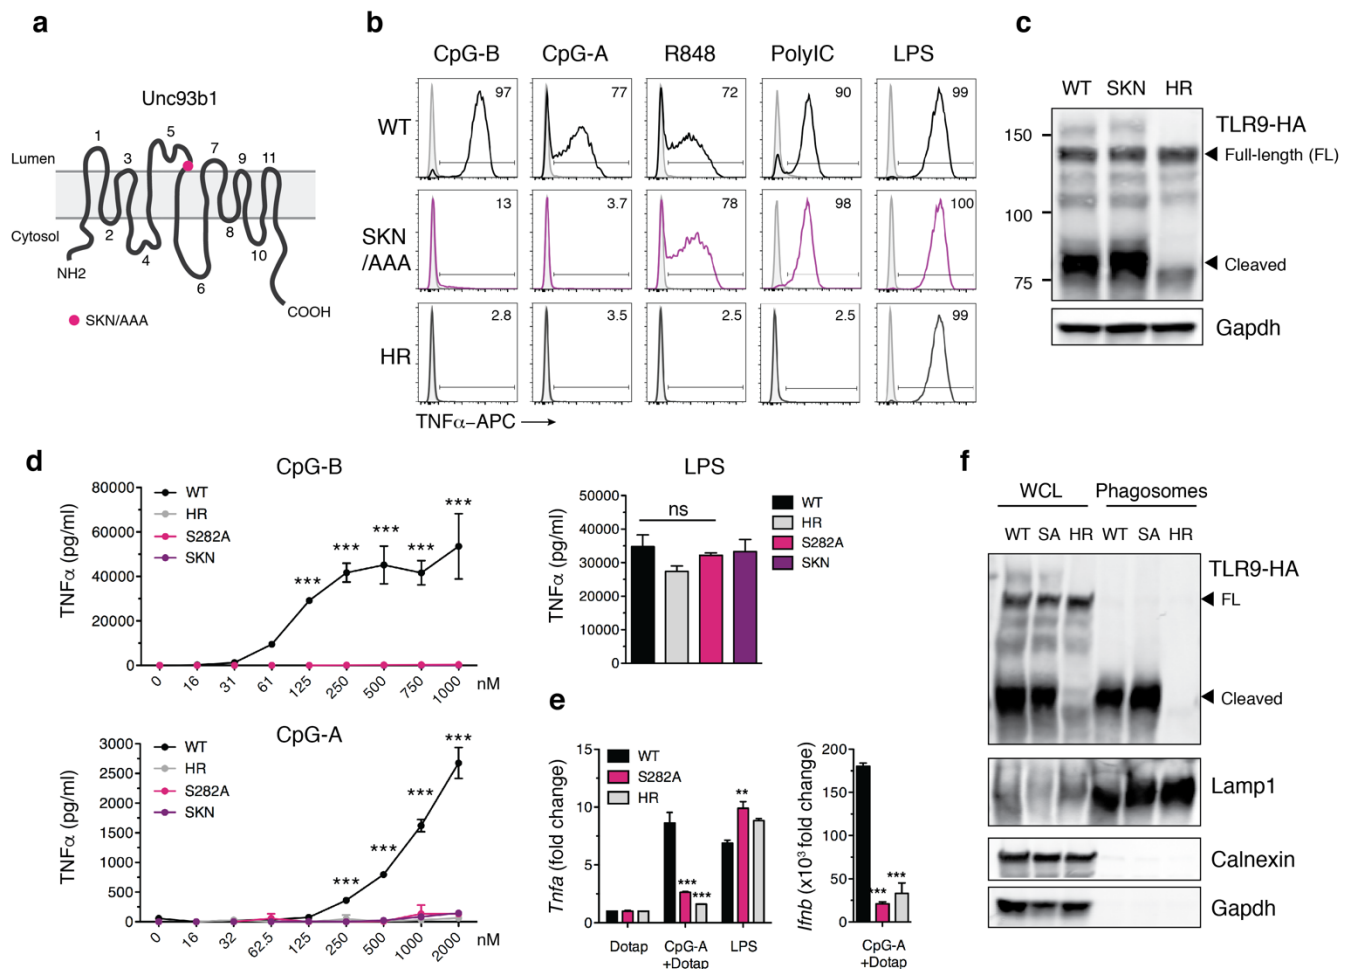 a
Unc93b1
1
2
3
4
5
6
7
8
9
10
11
Lumen
Cytosol
NH2
COOH
SKN/AAA
b
CpG-B CpG-A R848 PolyIC LPS
WT
97 77 72 90 99
SKN
/AAA
13 3.7 78 98 100
HR
2.8 3.5 2.5 2.5 99
TNFα–APC
c
WT SKN HR
TLR9-HA
150
Full-length (FL)
100
Cleaved
75
Gapdh
d
CpG-B
TNFα (pg/ml)
80000
60000
40000
20000
0
WT
HR
S282A
SKN
*** *** *** *** ***
0 16 31 61 125 250 500 750 1000 nM
LPS
TNFα (pg/ml)
50000
40000
30000
20000
10000
0
ns
WT
HR
S282A
SKN
CpG-A
TNFα (pg/ml)
3000
2500
2000
1500
1000
500
0
WT
HR
S282A
SKN
*** *** *** ***
0 16 32 62.5 125 250 500 1000 2000 nM
e
Tnfa (fold change)
15
10
5
0
WT
S282A
HR
*** *** **
Dotap CpG-A
+Dotap LPS
Ifnb (x10³ fold change)
200
150
100
50
0
*** ***
CpG-A
+Dotap
f
WCL Phagosomes
WT SA HR WT SA HR
TLR9-HA
FL
Cleaved
Lamp1
Calnexin
Gapdh